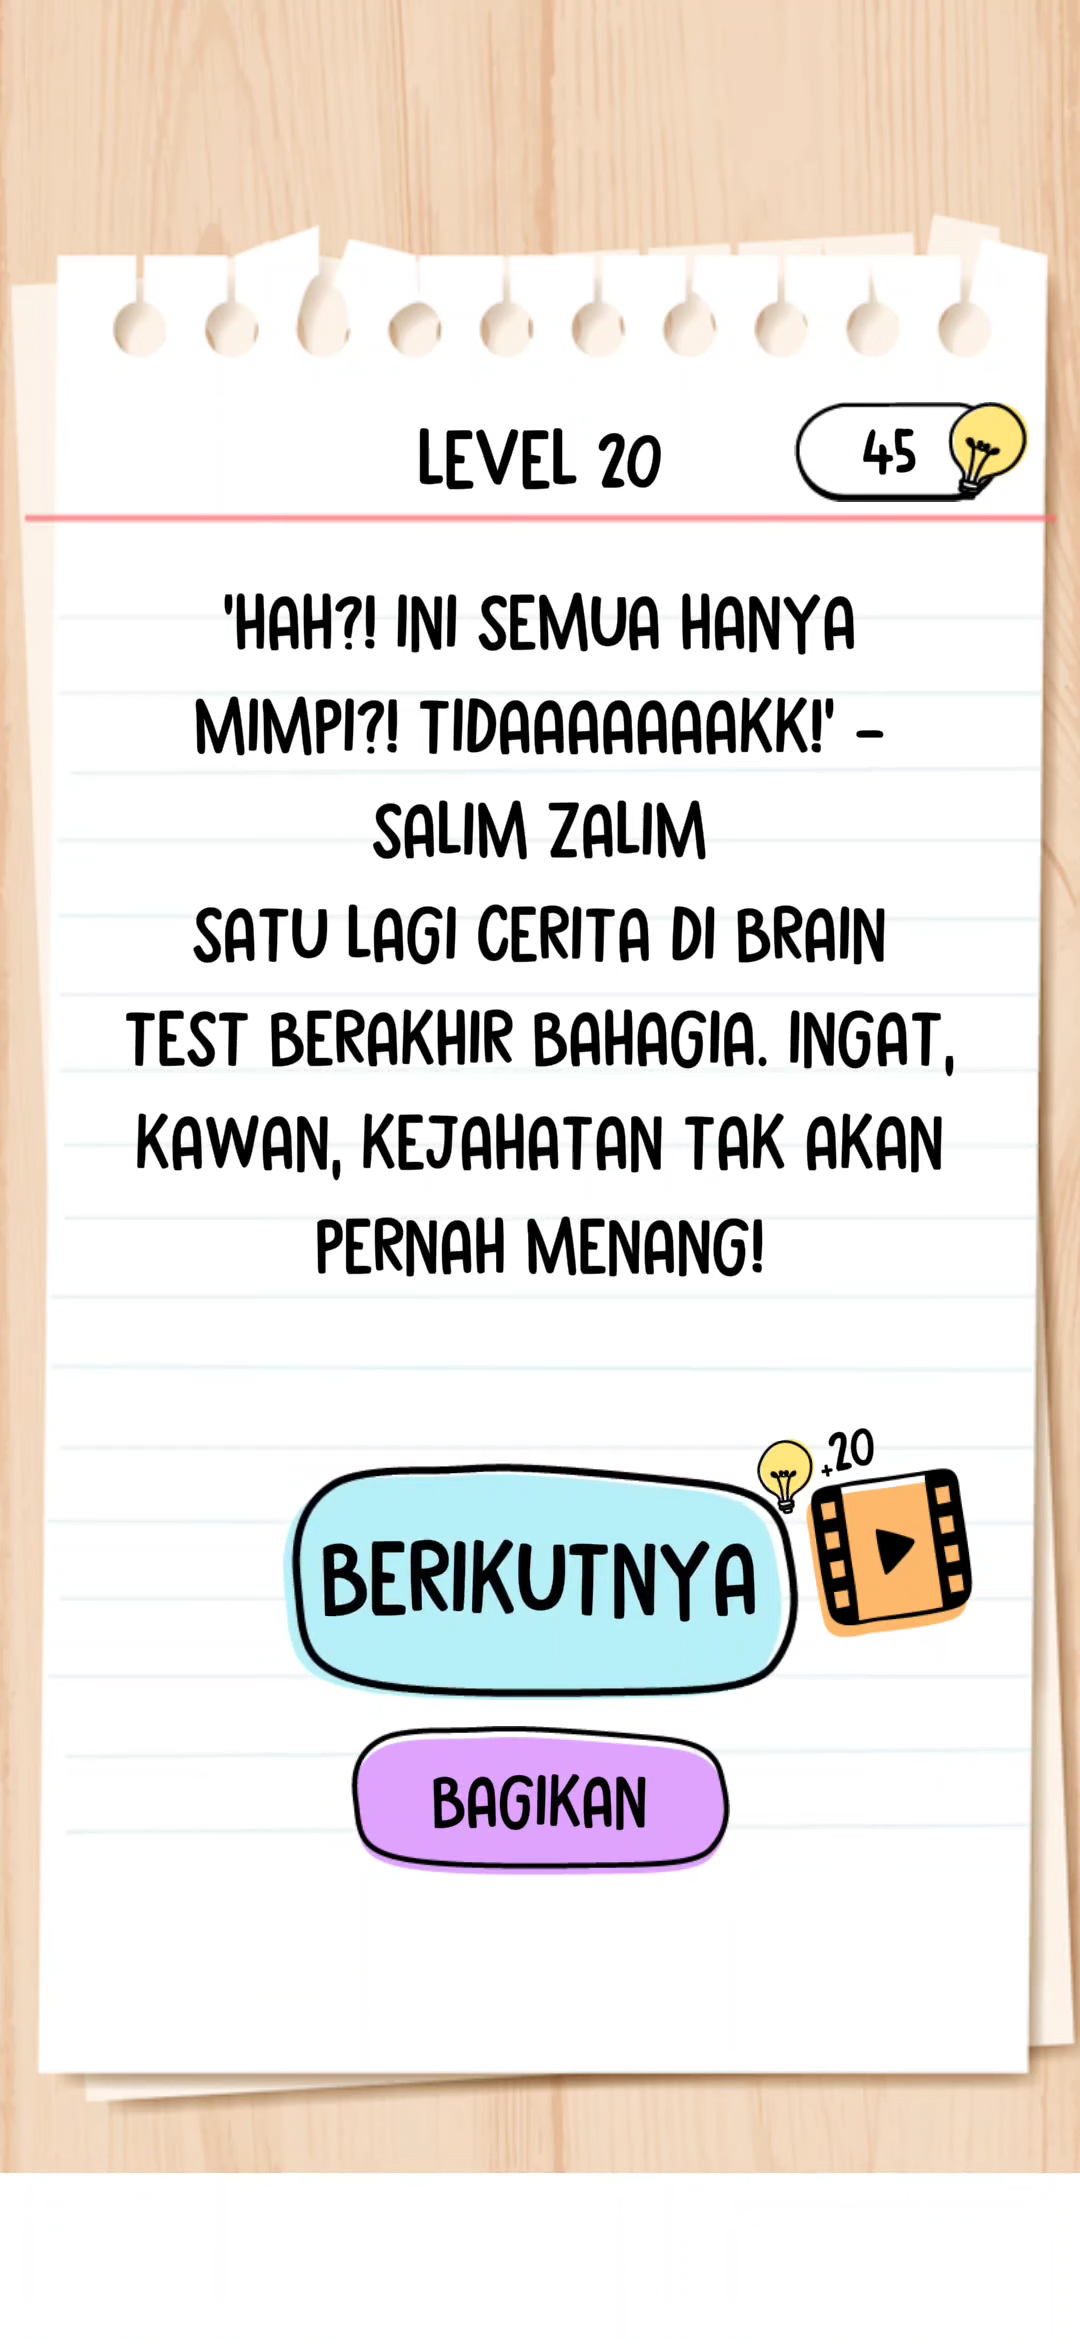 LEVEL 20
45
'HAH?! INI SEMUA HANYA
MIMPI?! TIDAAAAAAAKK!' -
SALIM ZALIM
SATU LAGI CERITA DI BRAIN
TEST BERAKHIR BAHAGIA. INGAT,
KAWAN, KEJAHATAN TAK AKAN
PERNAH MENANG!
+20
BERIKUTNYA
BAGIKAN